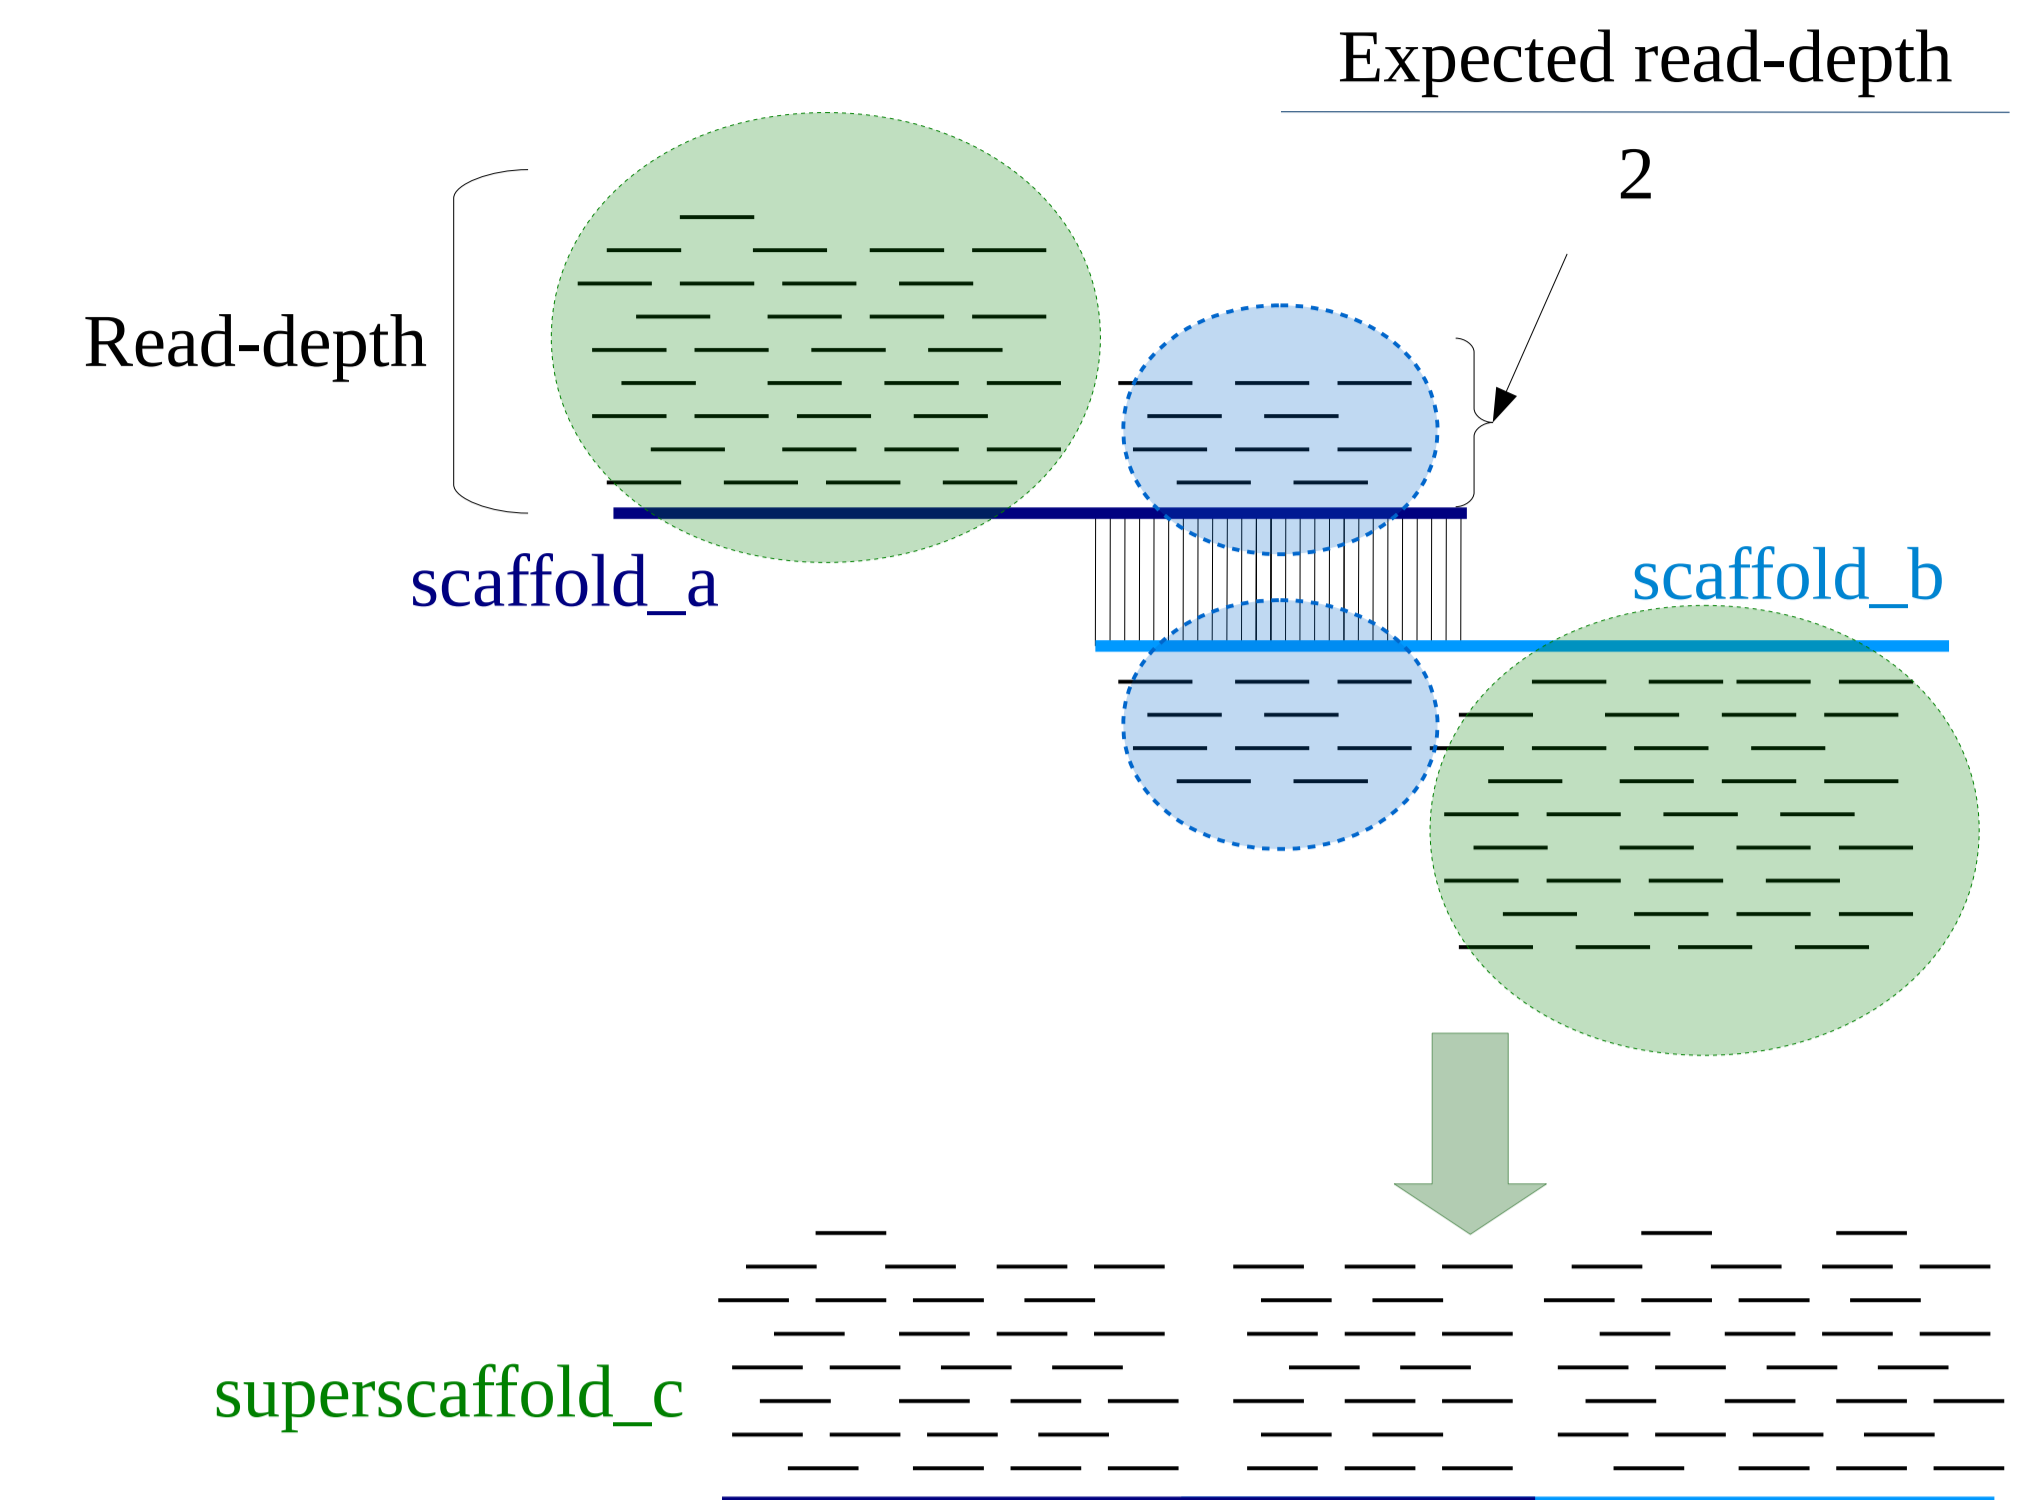 Expected read-depth
2
Read-depth
scaffold_a
scaffold_b
superscaffold_c